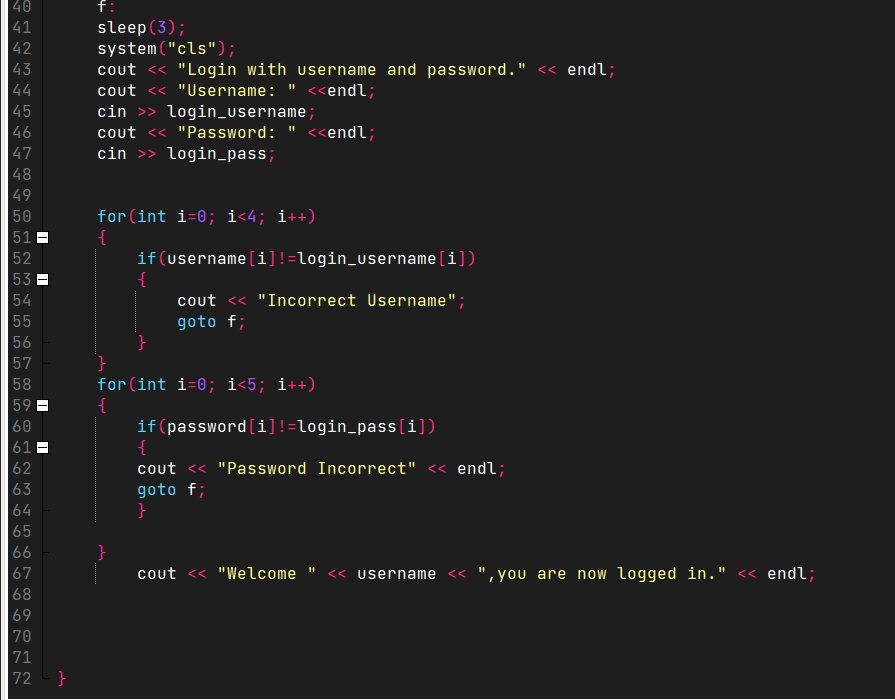 40 f:
41 sleep(3);
42 system("cls");
43 cout << "Login with username and password." << endl;
44 cout << "Username: " <<endl;
45 cin >> login_username;
46 cout << "Password: " <<endl;
47 cin >> login_pass;
48
49
50 for(int i=0; i<4; i++)
51 {
52 if(username[i]!=login_username[i])
53 {
54 cout << "Incorrect Username";
55 goto f;
56 }
57 }
58 for(int i=0; i<5; i++)
59 {
60 if(password[i]!=login_pass[i])
61 {
62 cout << "Password Incorrect" << endl;
63 goto f;
64 }
65
66 }
67 cout << "Welcome " << username << ",you are now logged in." << endl;
68
69
70
71
72 }